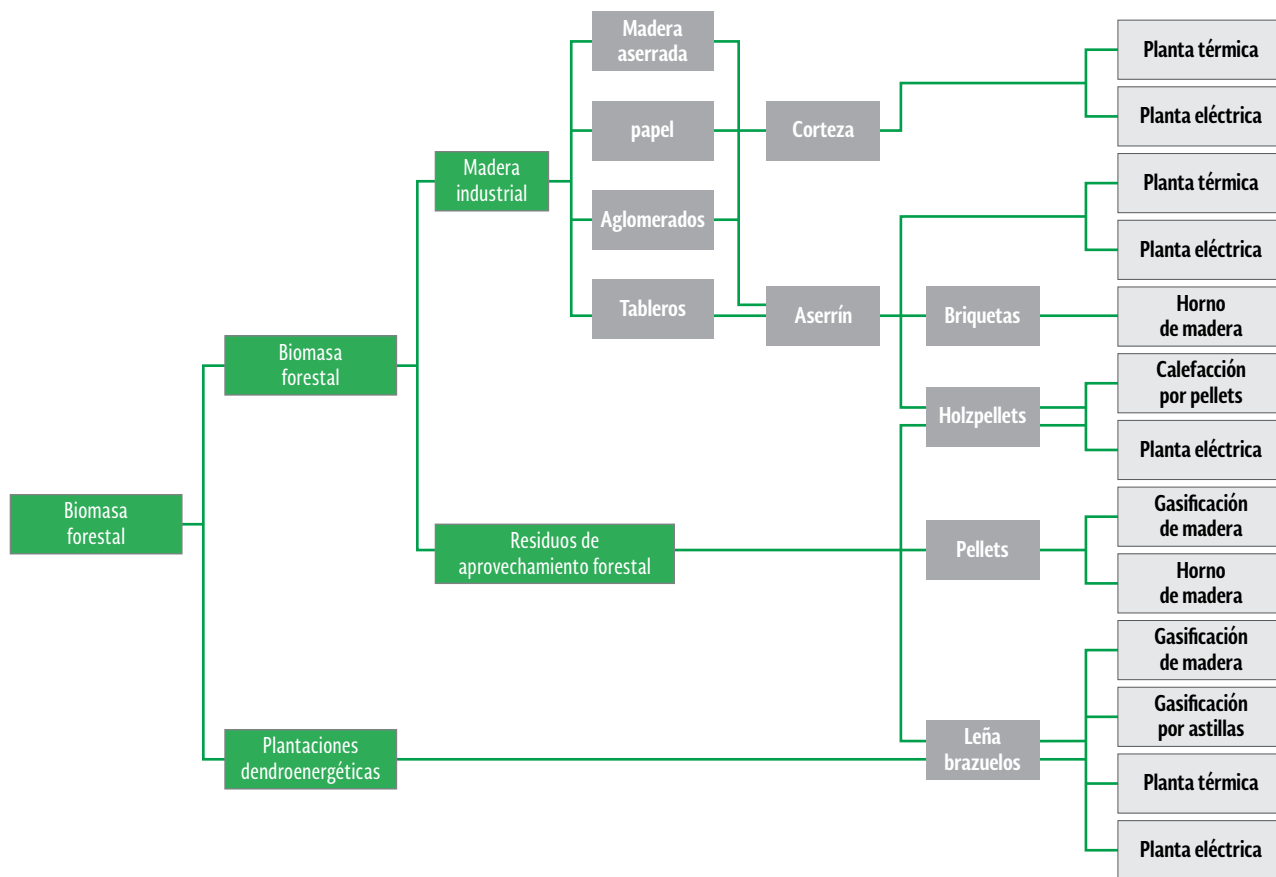 Biomasa
forestal
Biomasa
forestal
Plantaciones
dendroenergéticas
Madera
industrial
Residuos de
aprovechamiento forestal
Madera
aserrada
papel
Aglomerados
Tableros
Corteza
Aserrín
Briquetas
Holzpellets
Pellets
Leña
brazuelos
Planta térmica
Planta eléctrica
Planta térmica
Planta eléctrica
Horno
de madera
Calefacción
por pellets
Planta eléctrica
Gasificación
de madera
Horno
de madera
Gasificación
de madera
Gasificación
por astillas
Planta térmica
Planta eléctrica